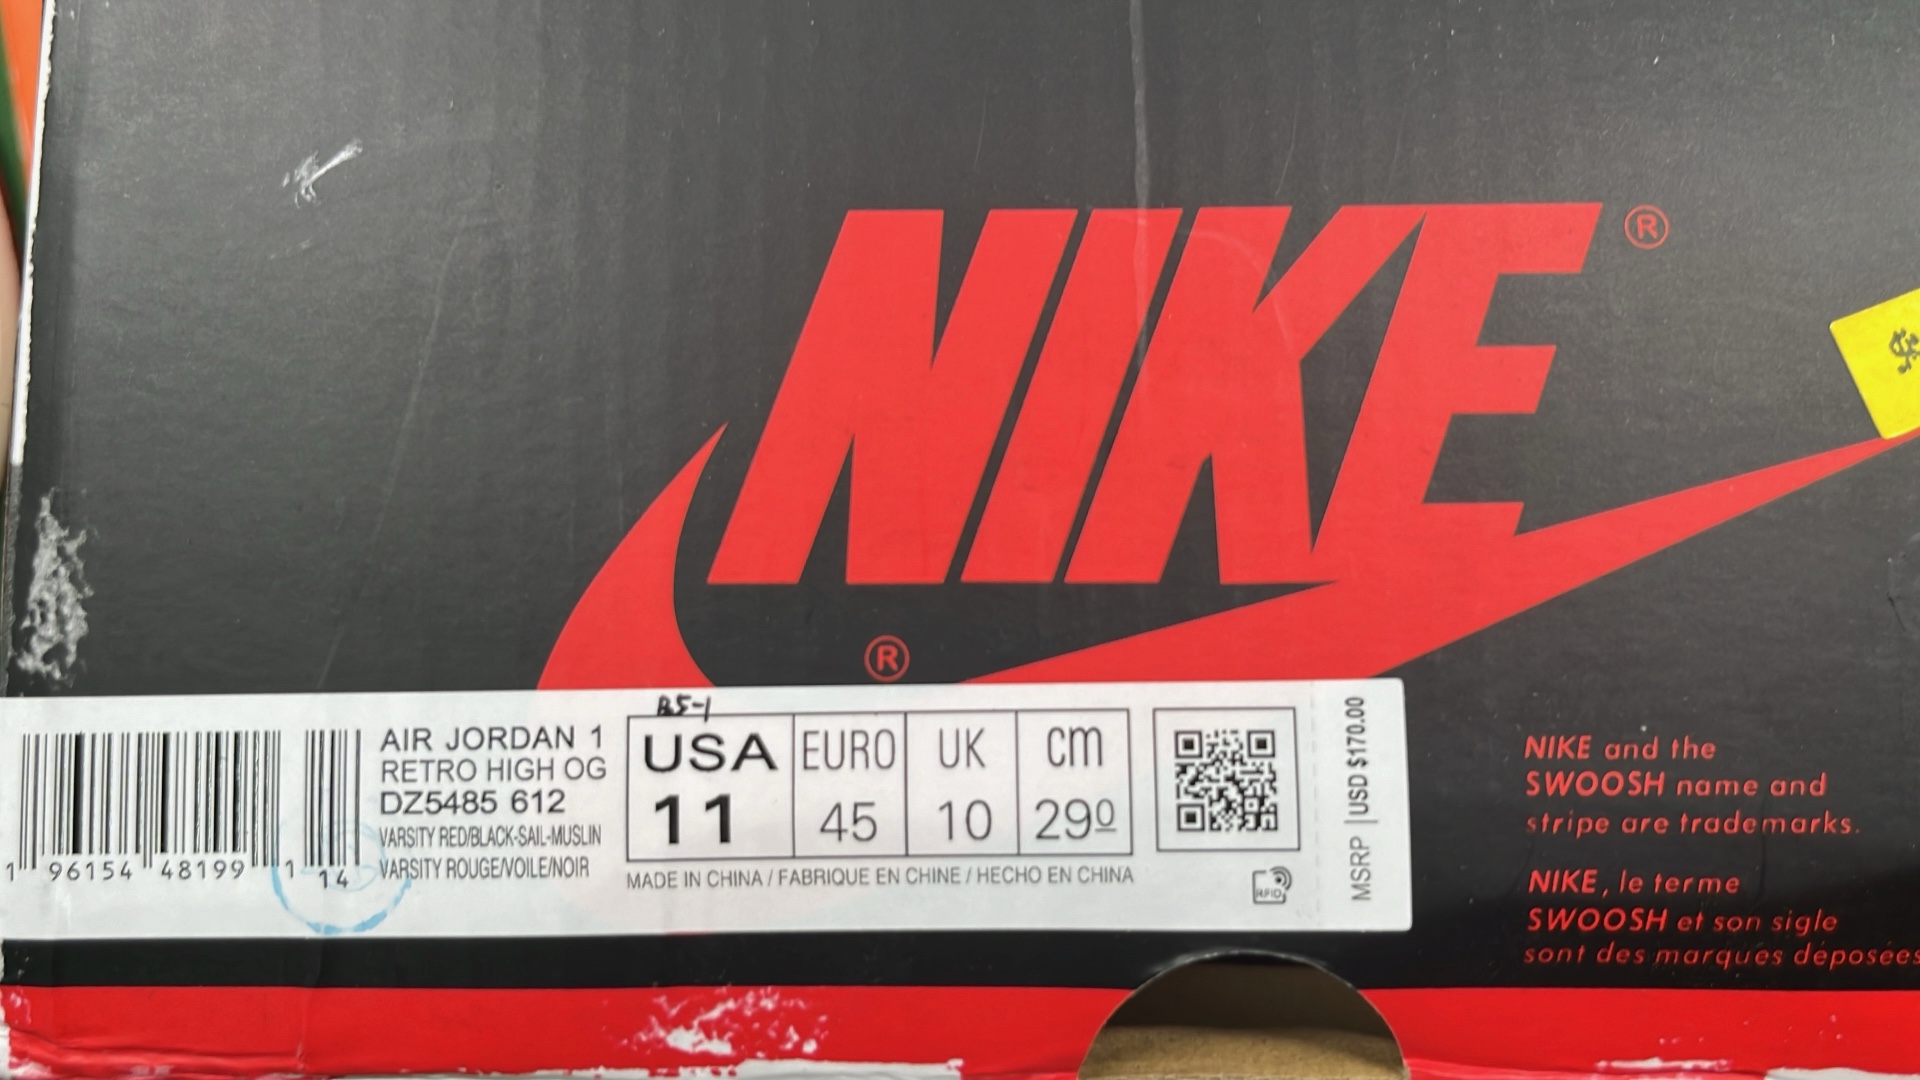 NIKE ®
®
$
B5-1
AIR JORDAN 1
RETRO HIGH OG
DZ5485 612
VARSITY RED/BLACK-SAIL-MUSLIN
VARSITY ROUGE/VOILE/NOIR
1 96154 48199 1 14
USA EURO UK cm
11 45 10 29⁰
MADE IN CHINA / FABRIQUE EN CHINE / HECHO EN CHINA
RFID
MSRP | USD $170.00
NIKE and the
SWOOSH name and
stripe are trademarks.
NIKE, le terme
SWOOSH et son sigle
sont des marques déposées